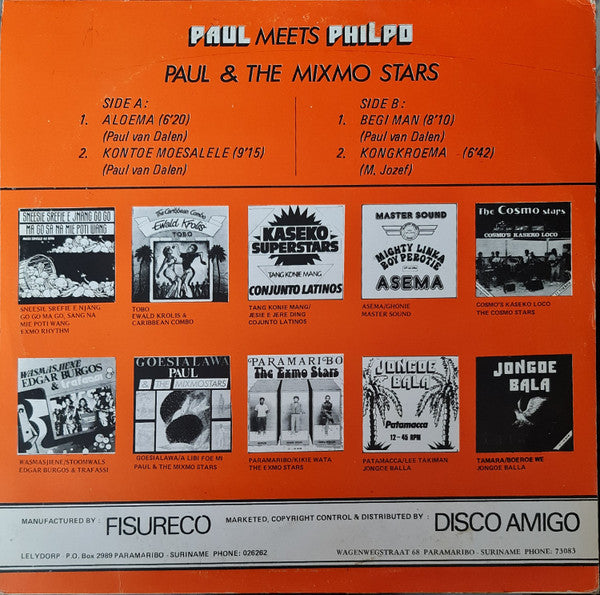 PAUL MEETS PHILPO
PAUL & THE MIXMO STARS
SIDE A:
1. ALOEMA (6'20)
(Paul van Dalen)
2. KONTOE MOESALELE (9'15)
(Paul van Dalen)
SIDE B:
1. BEGI MAN (8'10)
(Paul van Dalen)
2. KONGKROEMA - (6'42)
(M. Jozef)
SNEELSIE SREFIE E JNANG GO GO
MA GO SA NA MIE POTI WANG
SNEESIE SREFIE E NJANG
GO GO MA GO, SANG NA
MIE POTI WANG
EXMO RHYTHM
The Caribbean Combo
Ewald Krolis
TOBO
TOBO
EWALD KROLIS &
CARIBBEAN COMBO
KASEKO
SUPERSTARS
TANG KONIE MANG
CONJUNTO LATINOS
TANG KONIE MANG/
JESIE E JERE DING
COJUNTO LATINOS
MASTER SOUND
MIGHTY LINKA
BOY PEROTIE
ASEMA
ASEMA/GHONIE
MASTER SOUND
The Cosmo stars
COSMO'S KASEKO LOCO
COSMO'S KASEKO LOCO
THE COSMO STARS
WASMASJIENE
EDGAR BURGOS
& trafassi
WASMASJIENE/STOOMWALS
EDGAR BURGOS & TRAFASSI
GOESIALAWA
PAUL
& THE MIXMOSTARS
GOESIALAWA/A LIBI FOE MI
PAUL & THE MIXMO STARS
PARAMARIBO
The Exmo Stars
PARAMARIBO/KIKIE WATA
THE EXMO STARS
JONGOE
BALA
Patamacca
12-45 RPM
PATAMACCA/LEE TAKIMAN
JONGOE BALLA
JONGOE
BALA
TAMARA/BOEROE WE
JONGOE BALLA
MANUFACTURED BY: FISURECO
MARKETED, COPYRIGHT CONTROL & DISTRIBUTED BY: DISCO AMIGO
LELYDORP - P.O. Box 2989 PARAMARIBO - SURINAME PHONE: 026262
WAGENWEGSTRAAT 68 PARAMARIBO - SURINAME PHONE: 73083